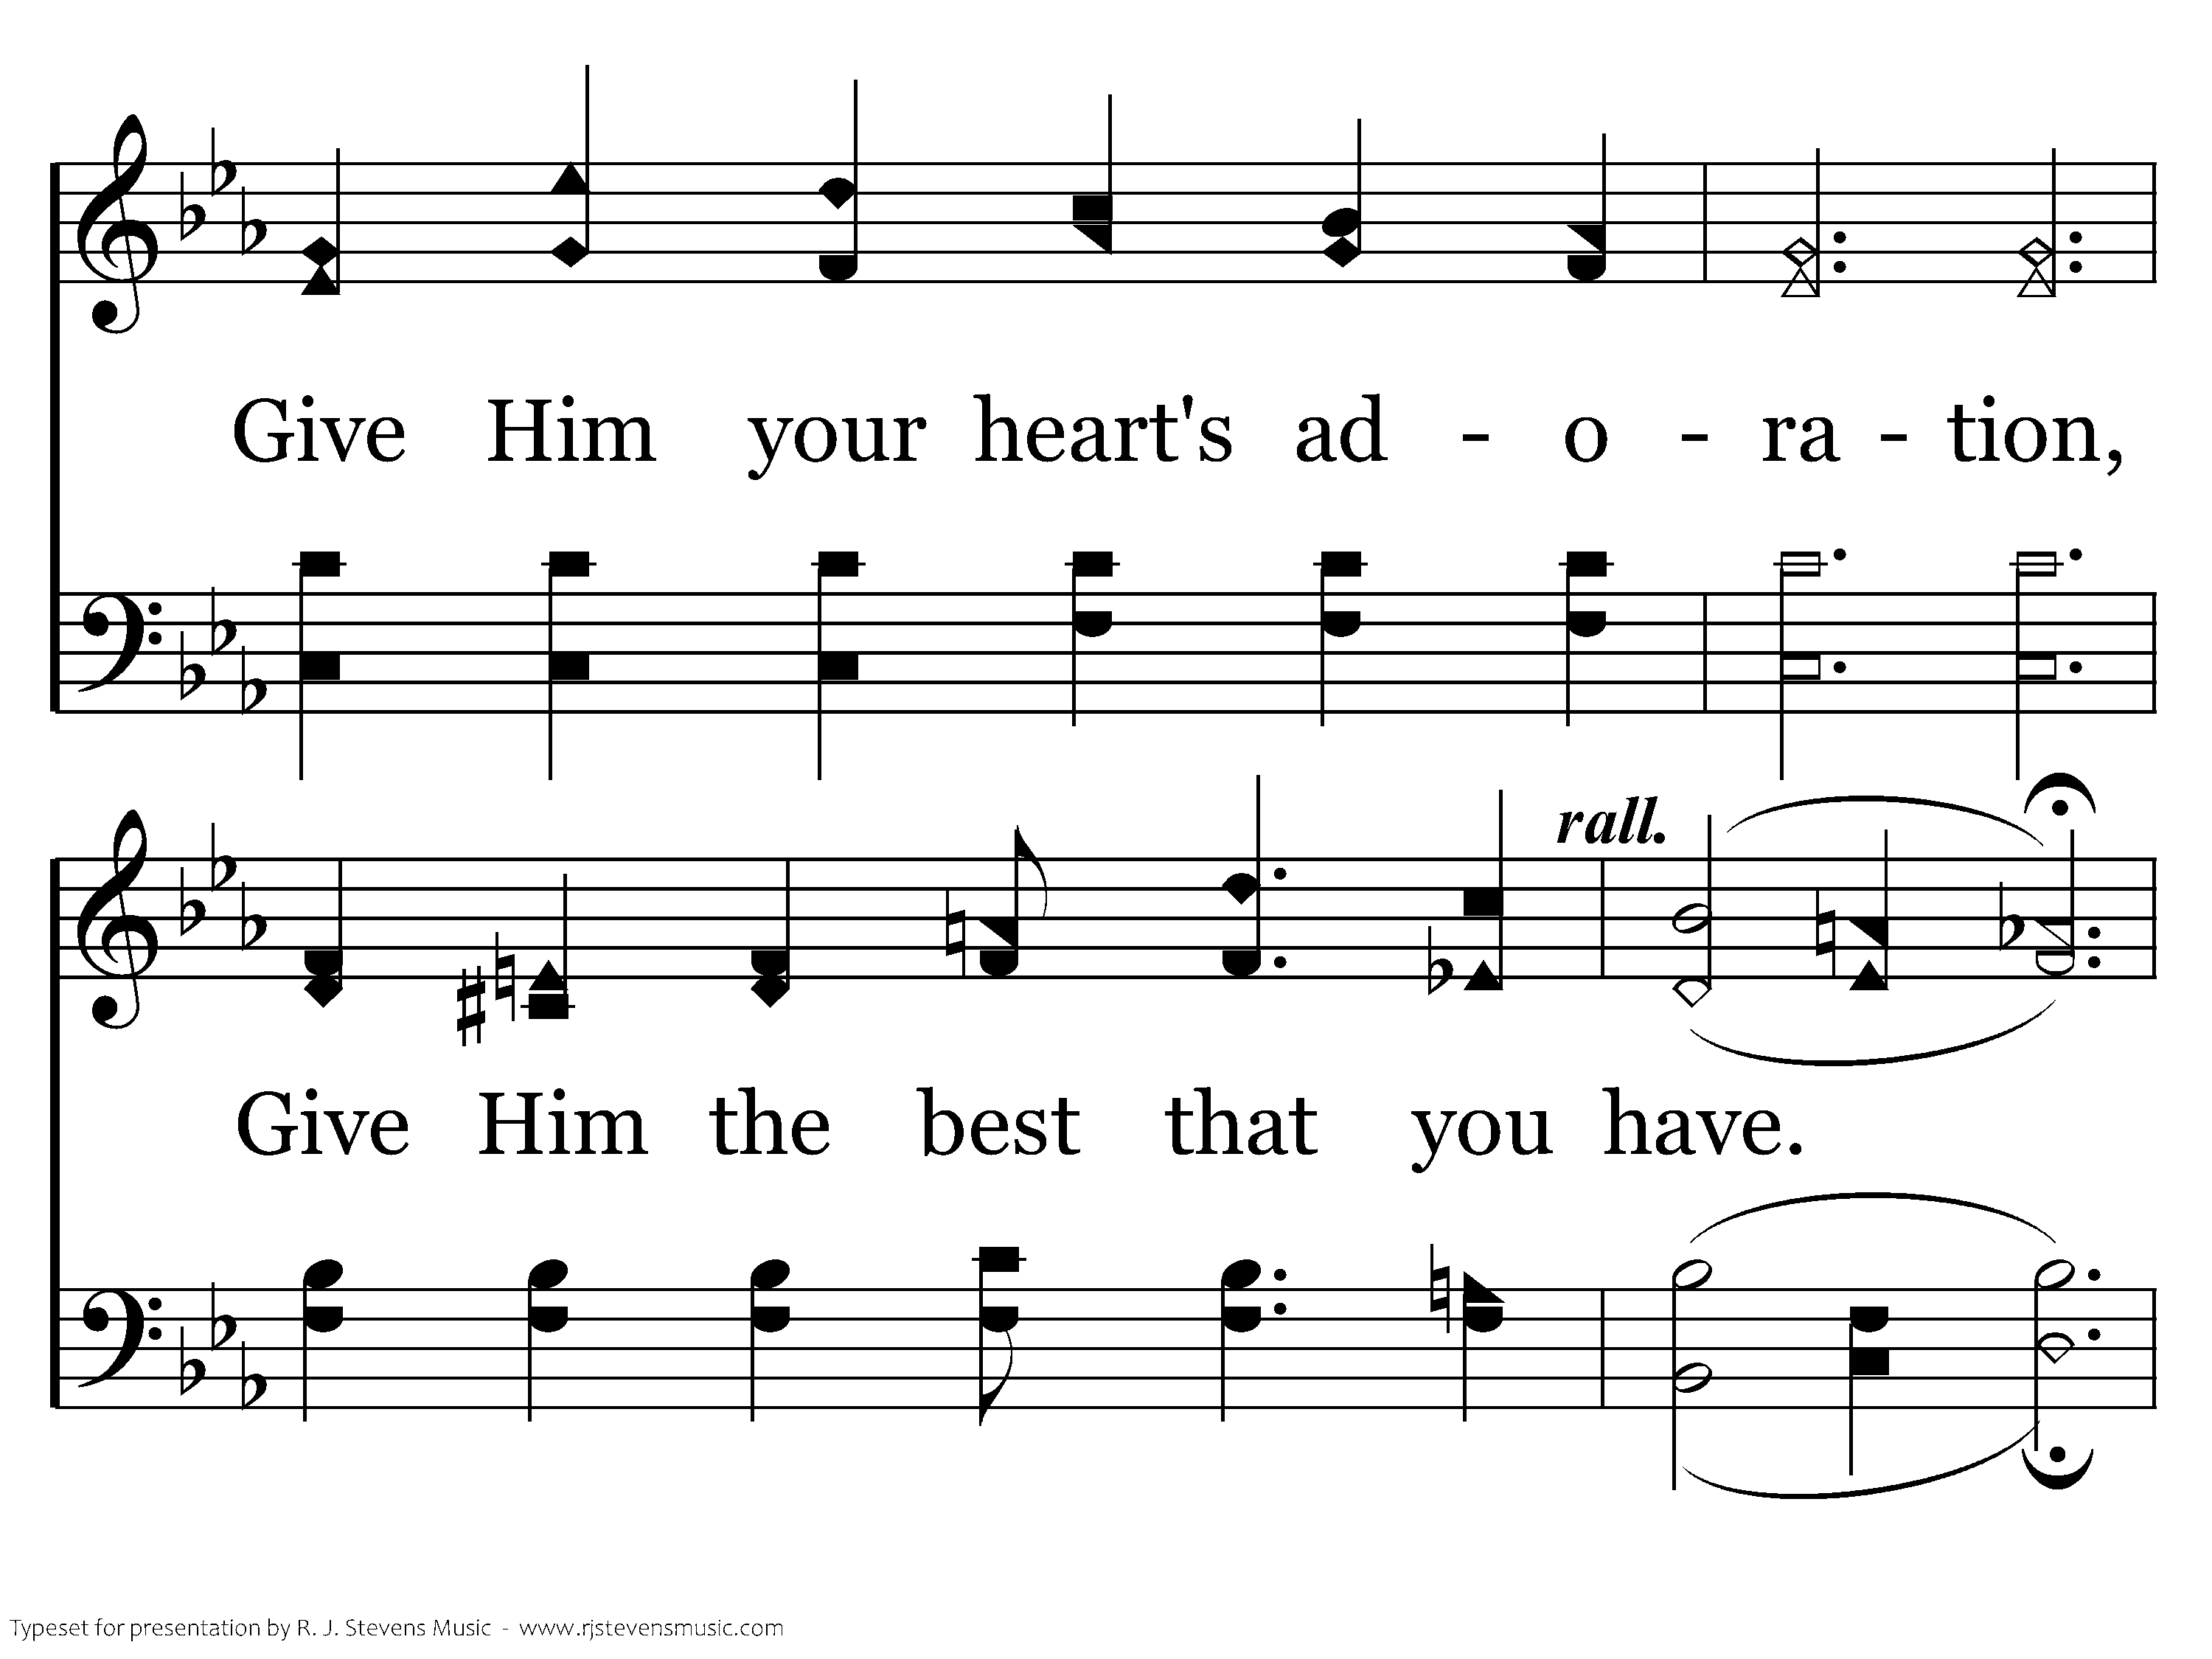 Give Him your heart's ad - o - ra - tion,
rall.
Give Him the best that you have.
Typeset for presentation by R. J. Stevens Music - www.rjstevensmusic.com